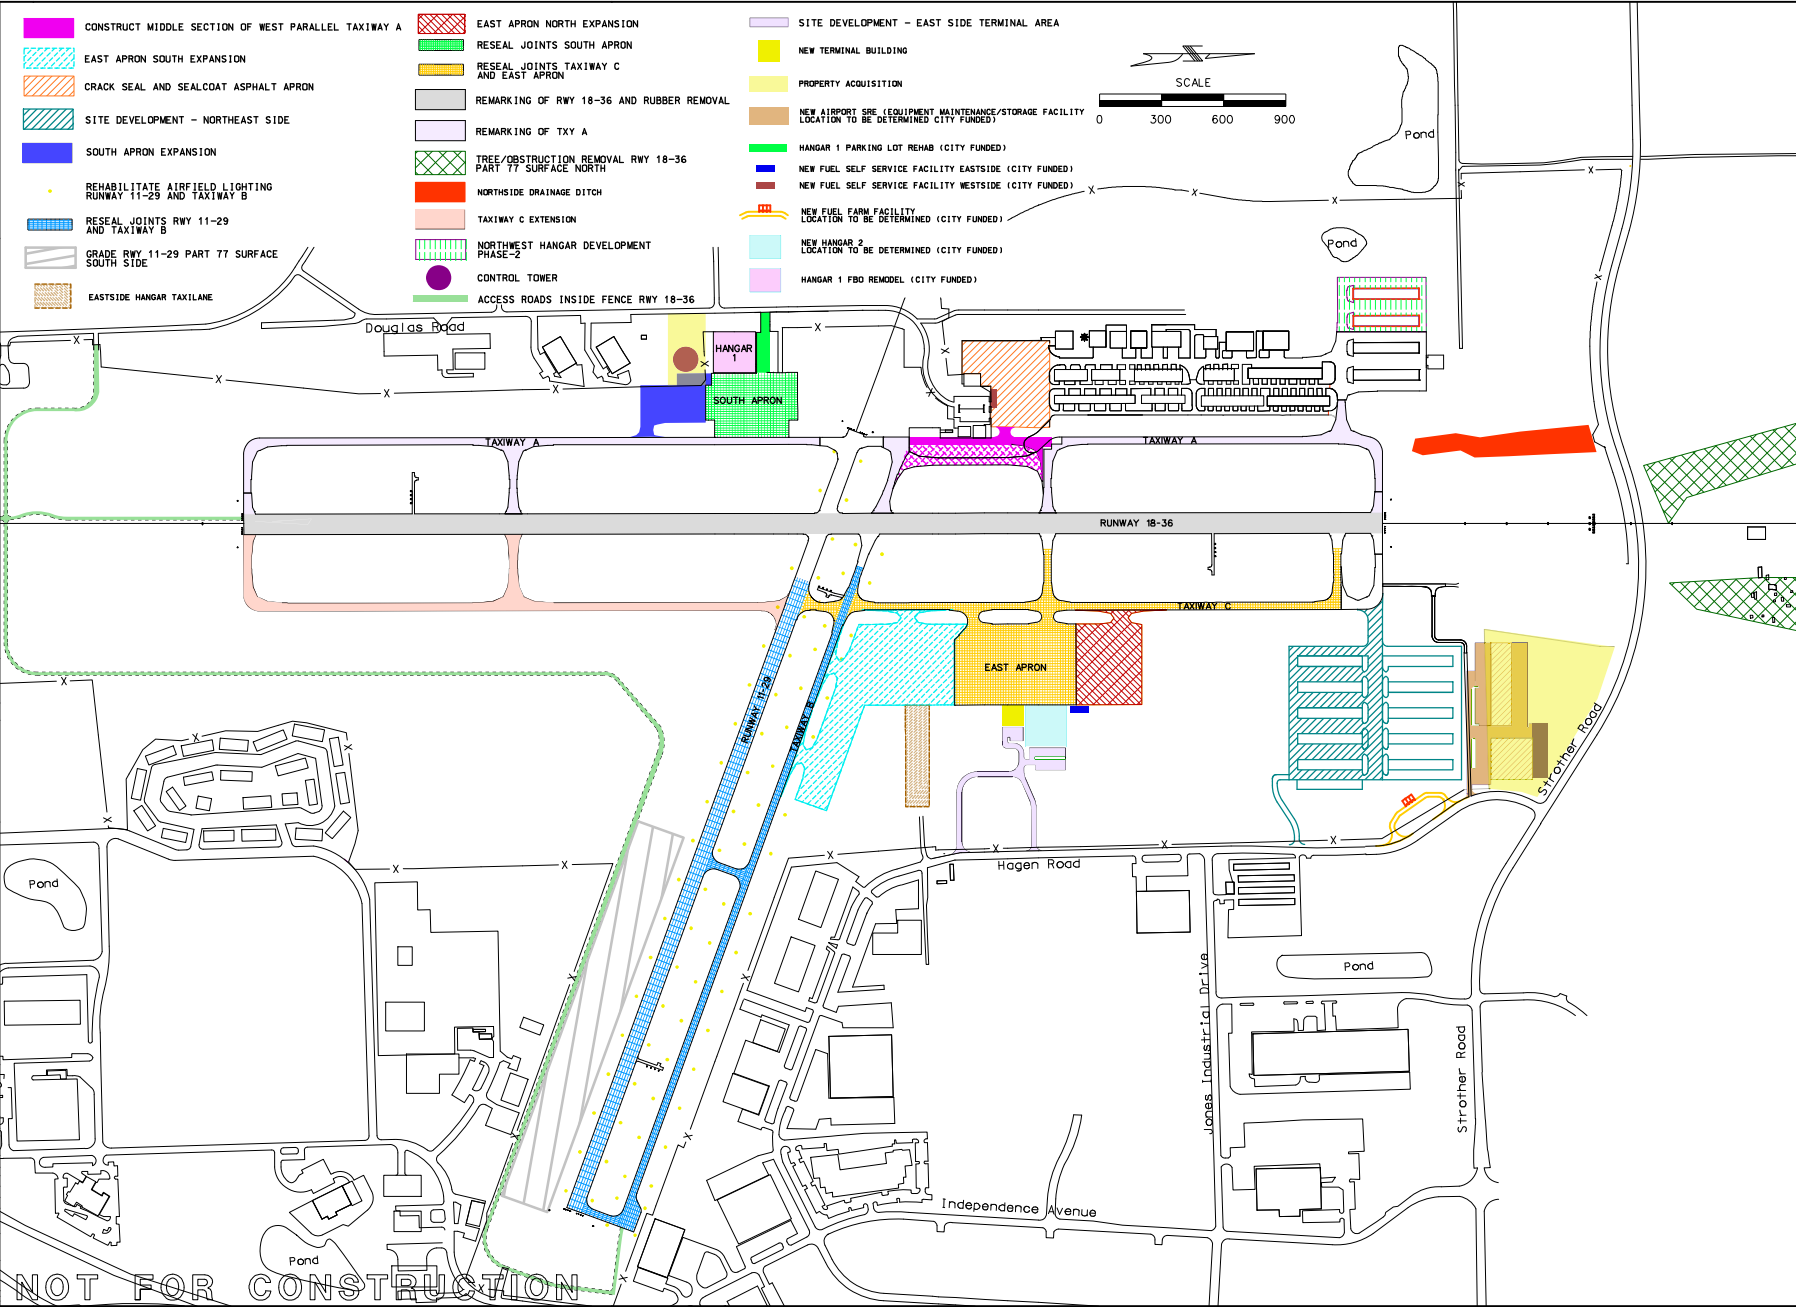 CONSTRUCT MIDDLE SECTION OF WEST PARALLEL TAXIWAY A
EAST APRON SOUTH EXPANSION
CRACK SEAL AND SEALCOAT ASPHALT APRON
SITE DEVELOPMENT - NORTHEAST SIDE
SOUTH APRON EXPANSION
REHABILITATE AIRFIELD LIGHTING
RUNWAY 11-29 AND TAXIWAY B
RESEAL JOINTS RWY 11-29
AND TAXIWAY B
GRADE RWY 11-29 PART 77 SURFACE
SOUTH SIDE
EASTSIDE HANGAR TAXILANE
EAST APRON NORTH EXPANSION
RESEAL JOINTS SOUTH APRON
RESEAL JOINTS TAXIWAY C
AND EAST APRON
REMARKING OF RWY 18-36 AND RUBBER REMOVAL
REMARKING OF TXY A
TREE/OBSTRUCTION REMOVAL RWY 18-36
PART 77 SURFACE NORTH
NORTHSIDE DRAINAGE DITCH
TAXIWAY C EXTENSION
NORTHWEST HANGAR DEVELOPMENT
PHASE-2
CONTROL TOWER
ACCESS ROADS INSIDE FENCE RWY 18-36
SITE DEVELOPMENT - EAST SIDE TERMINAL AREA
NEW TERMINAL BUILDING
PROPERTY ACQUISITION
NEW AIRPORT SRE (EQUIPMENT MAINTENANCE/STORAGE FACILITY
LOCATION TO BE DETERMINED CITY FUNDED)
HANGAR 1 PARKING LOT REHAB (CITY FUNDED)
NEW FUEL SELF SERVICE FACILITY EASTSIDE (CITY FUNDED)
NEW FUEL SELF SERVICE FACILITY WESTSIDE (CITY FUNDED)
NEW FUEL FARM FACILITY
LOCATION TO BE DETERMINED (CITY FUNDED)
NEW HANGAR 2
LOCATION TO BE DETERMINED (CITY FUNDED)
HANGAR 1 FBO REMODEL (CITY FUNDED)
SCALE
0 300 600 900
Pond
Pond
Douglas Road
HANGAR
1
SOUTH APRON
TAXIWAY A
TAXIWAY A
RUNWAY 18-36
TAXIWAY C
EAST APRON
RUNWAY 11-29
TAXIWAY B
Strother Road
Hagen Road
Pond
Pond
Jones Industrial Drive
Strother Road
Independence Avenue
Pond
NOT FOR CONSTRUCTION